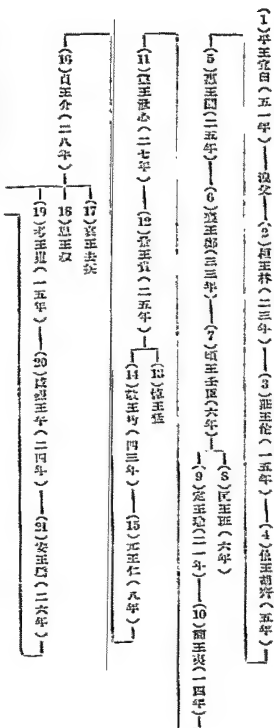 (1)平王宜臼(五一年)——洩父——(2)桓王林(二三年)——(3)莊王佗(一五年)——(4)僖王胡齊(五年)
(5)惠王閬(二五年)——(6)襄王鄭(三三年)——(7)頃王壬臣(六年)
(8)匡王班(六年)
(9)定王瑜(二一年)——(10)簡王夷(一四年)
(11)靈王泄心(二七年)——(12)景王貴(二五年)
(13)悼王猛
(14)敬王匄(四三年)——(15)元王仁(八年)
(16)貞王介(二八年)
(17)哀王去疾
(18)思王叔
(19)考王嵬(一五年)——(20)威烈王午(二四年)——(21)安王驕(二六年)